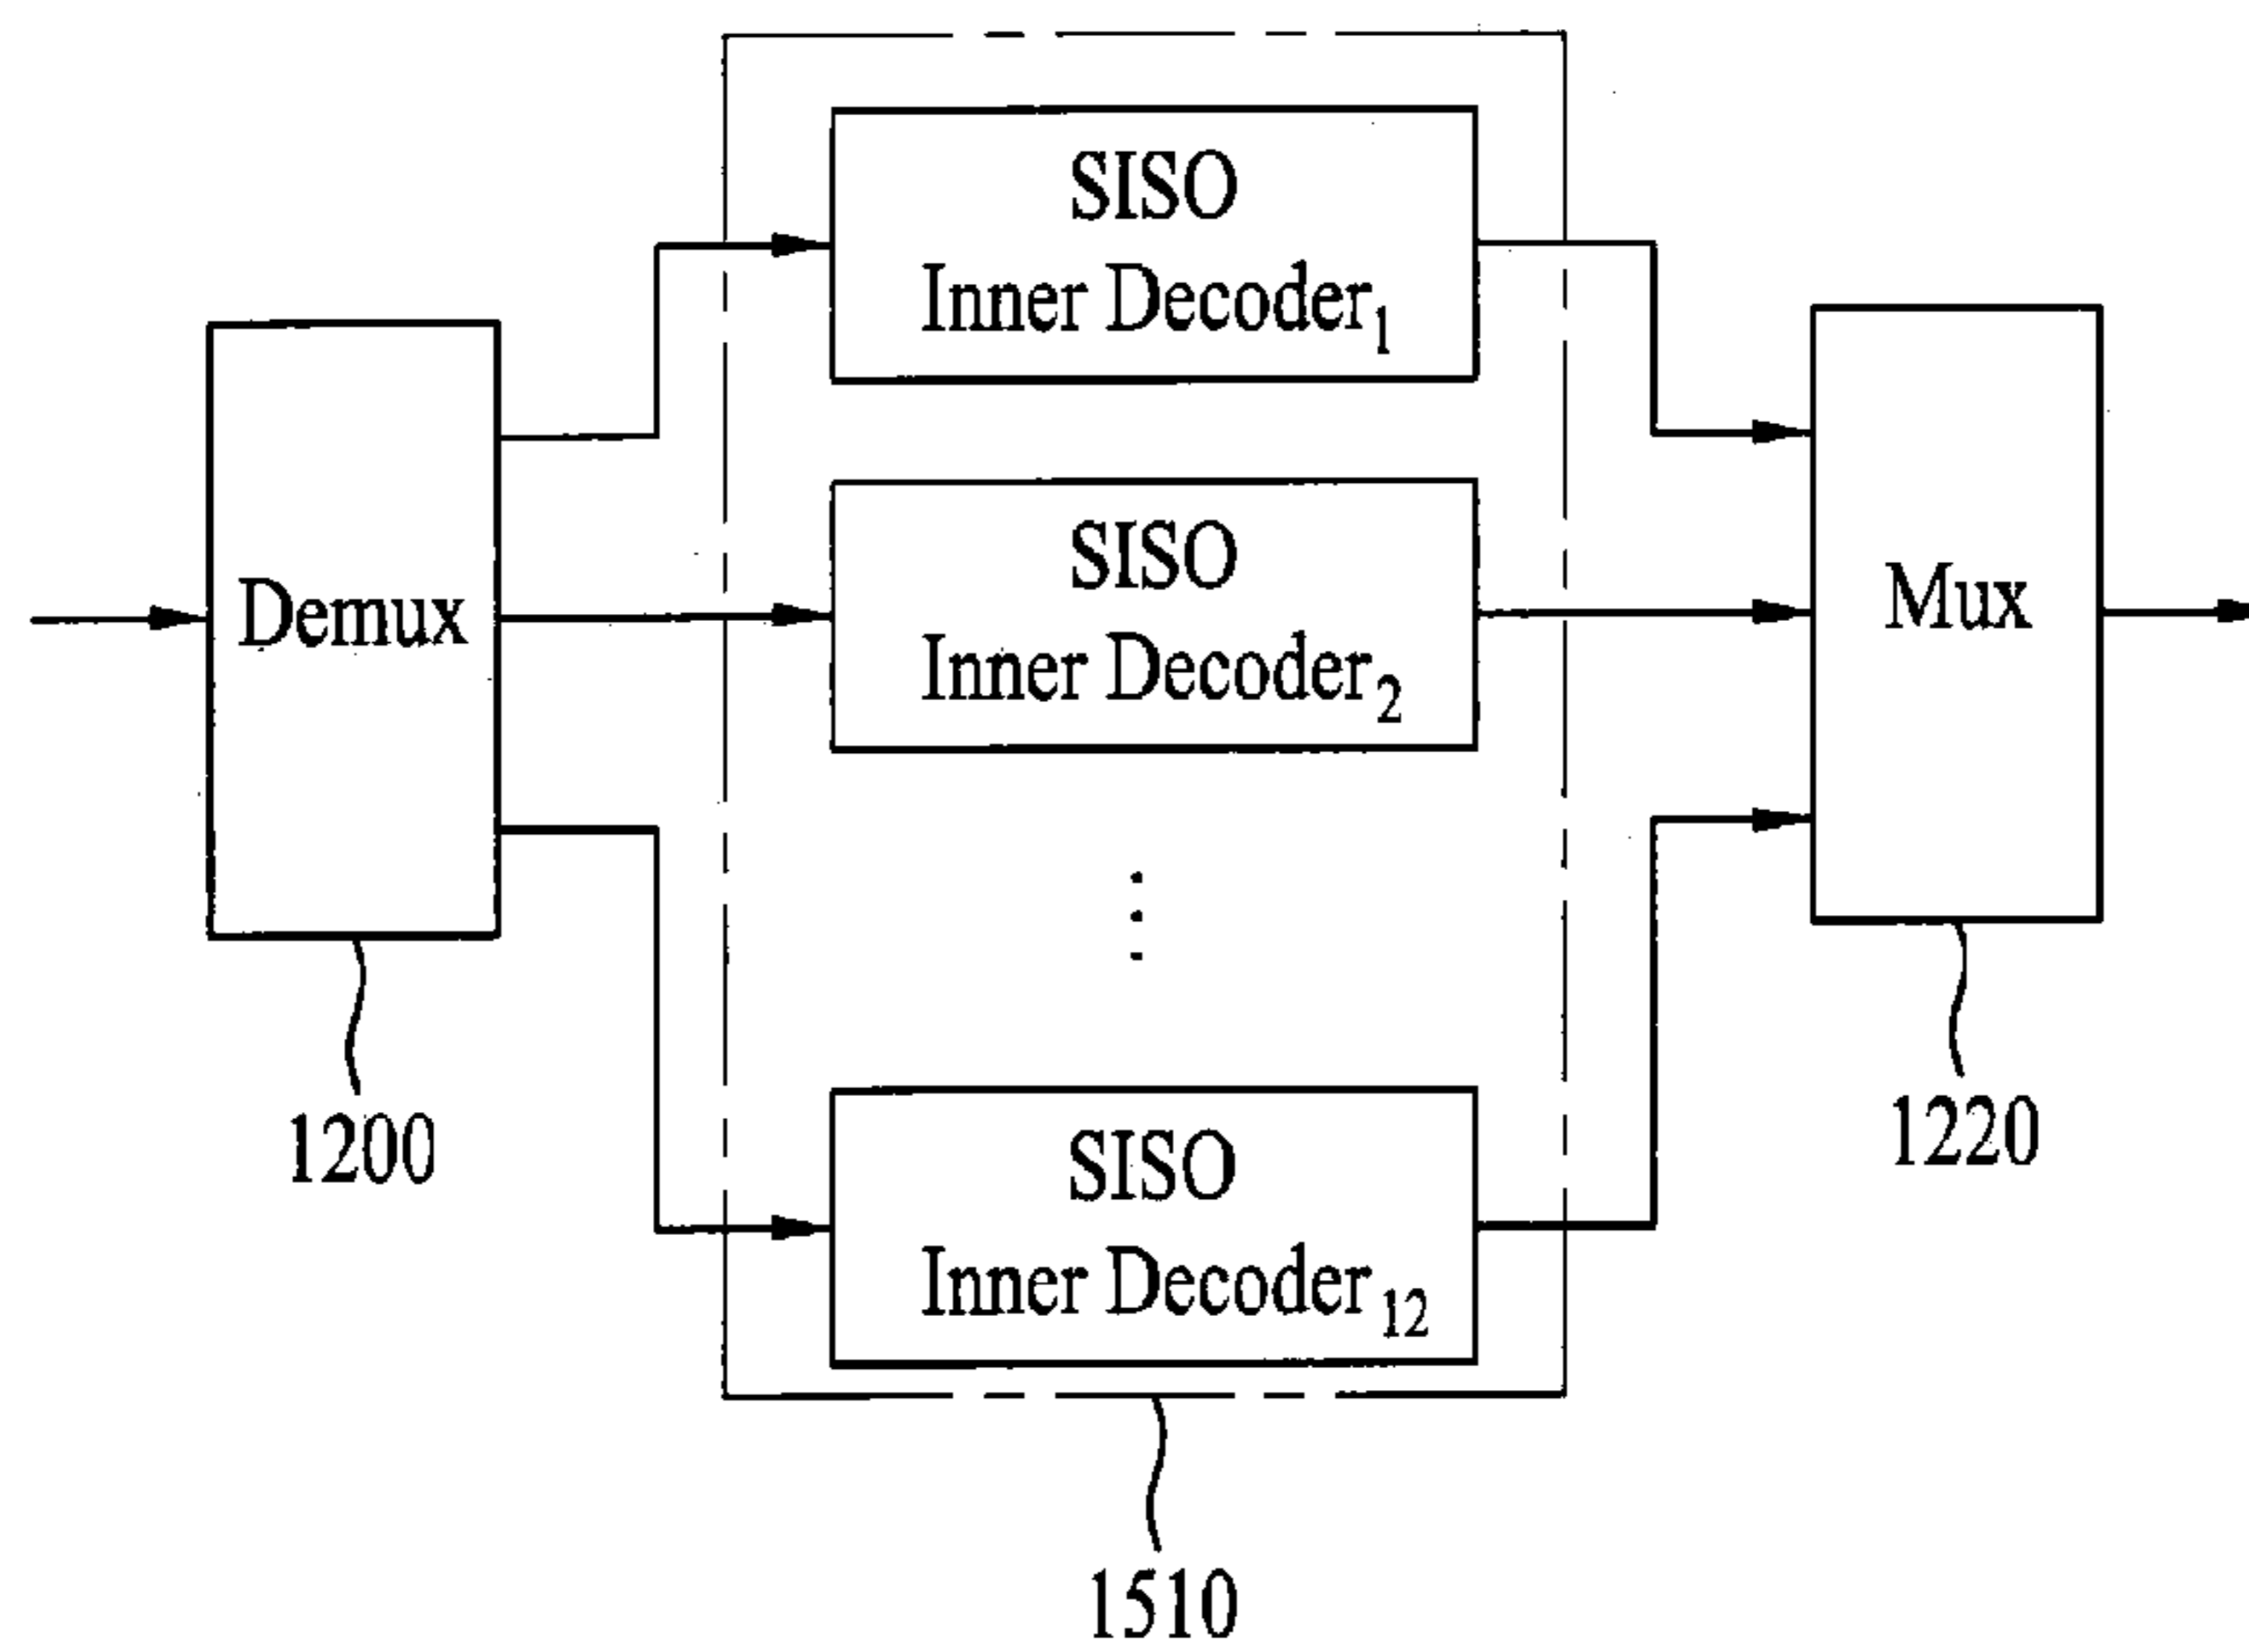 SISO
Inner Decoder1
Demux
SISO
Inner Decoder2
Mux
SISO
Inner Decoder12
1200
1220
1510